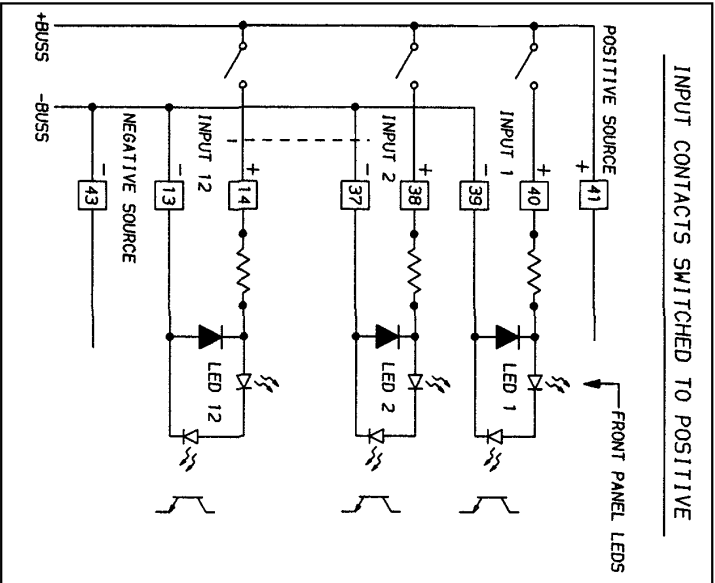 INPUT CONTACTS SWITCHED TO POSITIVE
POSITIVE SOURCE
+ 41
INPUT 1
+ 40
- 39
LED 1
FRONT PANEL LEDS
INPUT 2
+ 38
- 37
LED 2
INPUT 12
+ 14
- 13
LED 12
NEGATIVE SOURCE
- 43
+BUSS
-BUSS